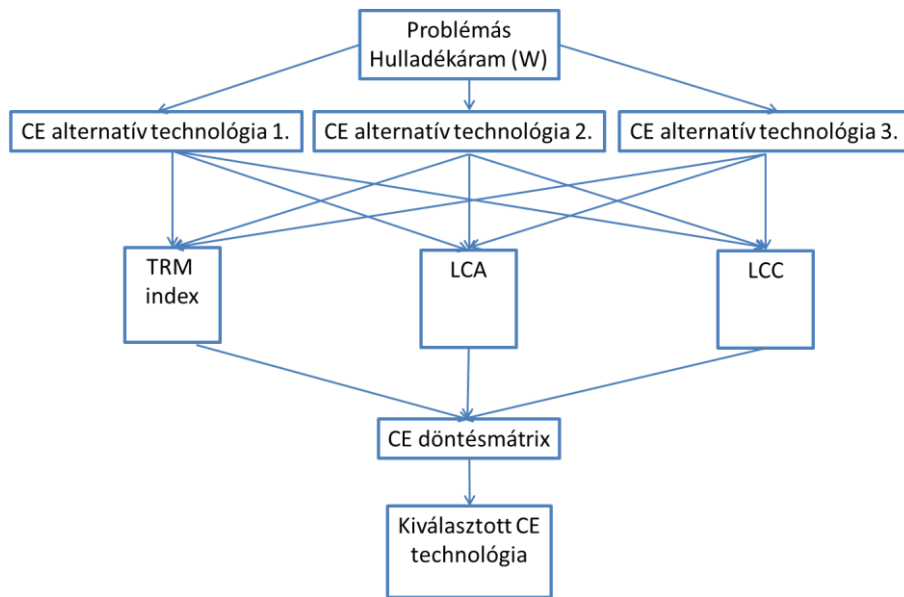 Problémás
Hulladékáram (W)
CE alternatív technológia 1.
CE alternatív technológia 2.
CE alternatív technológia 3.
TRM
index
LCA
LCC
CE döntésmátrix
Kiválasztott CE
technológia